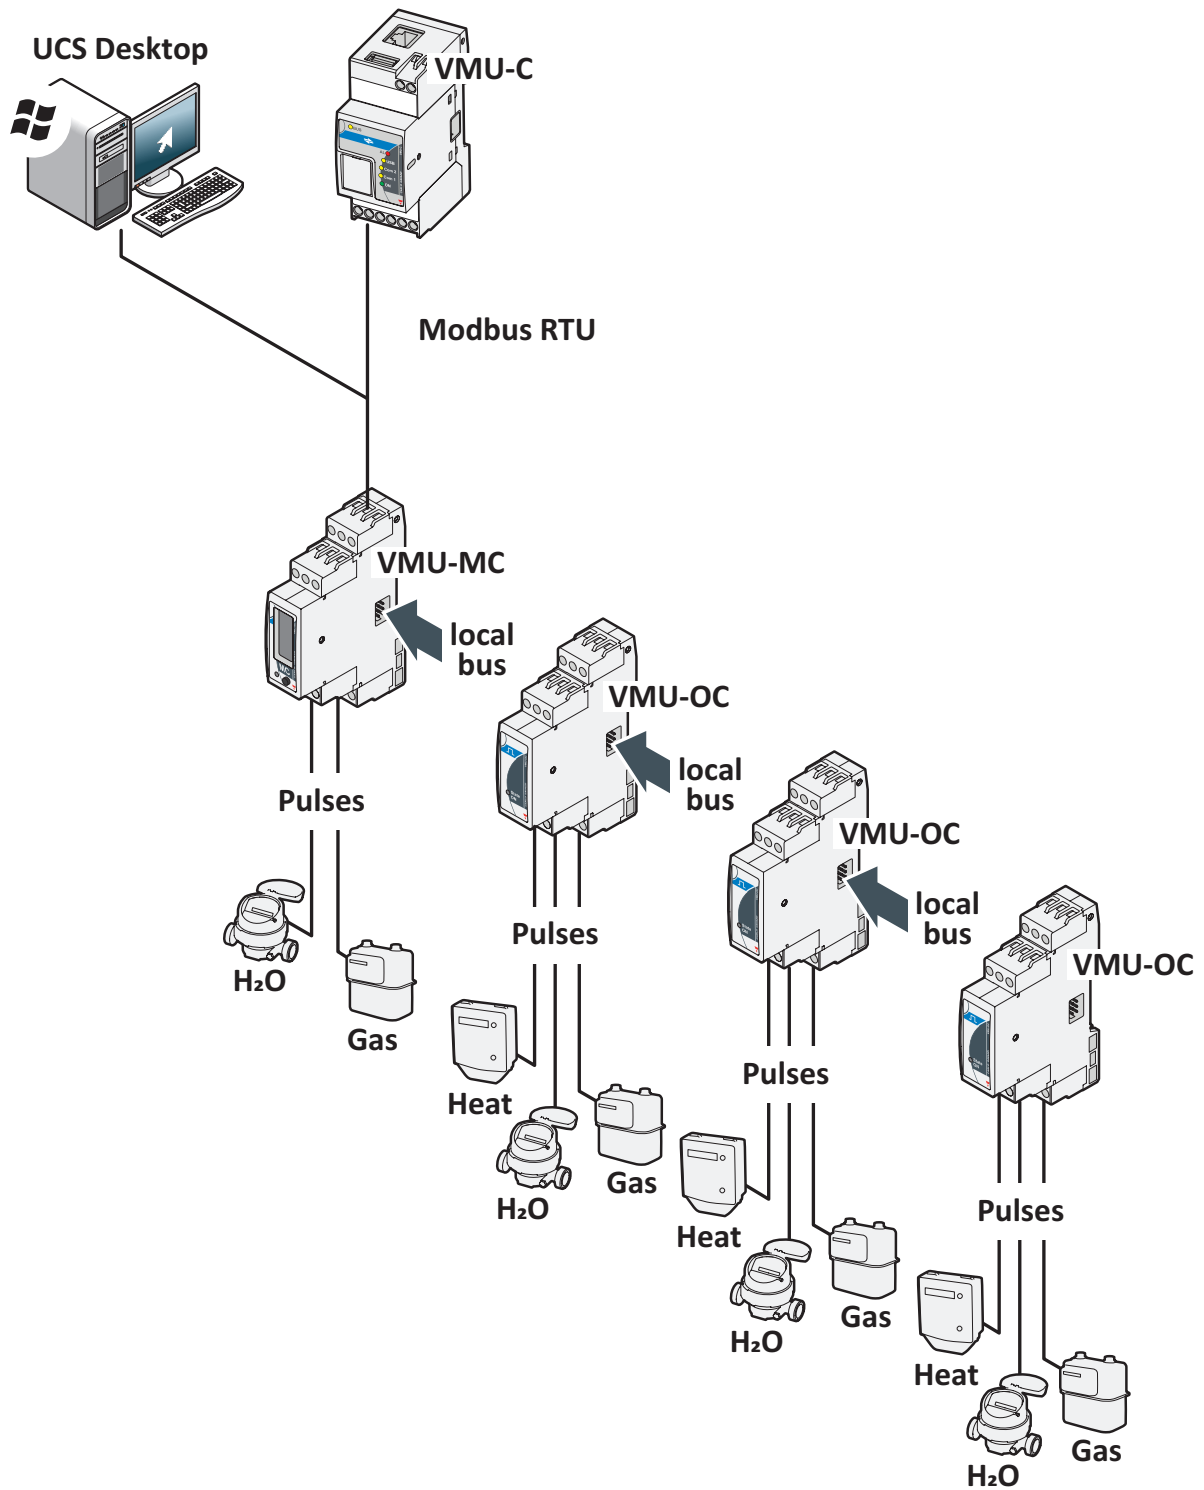 UCS Desktop
VMU-C
Modbus RTU
VMU-MC
local
bus
VMU-OC
local
bus
Pulses
VMU-OC
local
bus
Pulses
VMU-OC
H₂O
Gas
Pulses
Heat
H₂O
Gas
Pulses
Heat
H₂O
Gas
Heat
H₂O
Gas